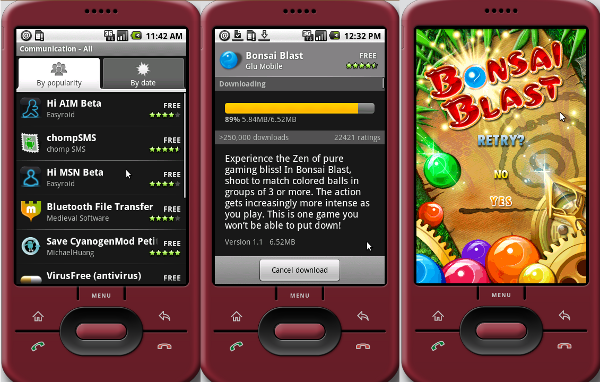 11:42 AM
Communication - All
By popularity
By date
Hi AIM Beta
FREE
Easyroid
chompSMS
FREE
chomp SMS
Hi MSN Beta
FREE
Easyroid
Bluetooth File Transfer
FREE
Medieval Software
Save CyanogenMod Peti
FREE
MichaelHuang
VirusFree (antivirus)
FREE
MENU
12:32 PM
Bonsai Blast
FREE
Glu Mobile
Downloading
89% 5.84MB/6.52MB
>250,000 downloads
22421 ratings
Experience the Zen of pure
gaming bliss! In Bonsai Blast,
shoot to match colored balls in
groups of 3 or more. The action
gets increasingly more intense as
you play. This is one game you
won't be able to put down!
Version 1.1 6.52MB
Cancel download
MENU
BONSAI
BLAST
RETRY?
NO
YES
MENU